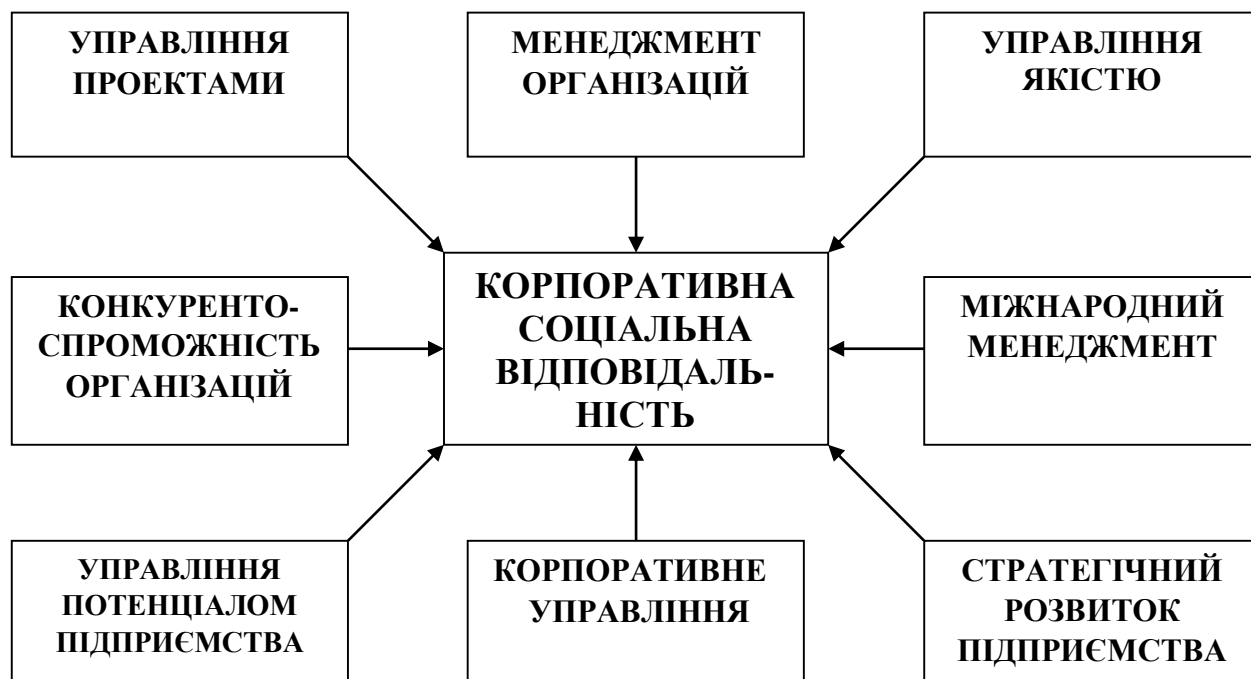 УПРАВЛІННЯ
ПРОЕКТАМИ
МЕНЕДЖМЕНТ
ОРГАНІЗАЦІЙ
УПРАВЛІННЯ
ЯКІСТЮ
КОНКУРЕНТО-
СПРОМОЖНІСТЬ
ОРГАНІЗАЦІЙ
КОРПОРАТИВНА
СОЦІАЛЬНА
ВІДПОВІДАЛЬ-
НІСТЬ
МІЖНАРОДНИЙ
МЕНЕДЖМЕНТ
УПРАВЛІННЯ
ПОТЕНЦІАЛОМ
ПІДПРИЄМСТВА
КОРПОРАТИВНЕ
УПРАВЛІННЯ
СТРАТЕГІЧНИЙ
РОЗВИТОК
ПІДПРИЄМСТВА